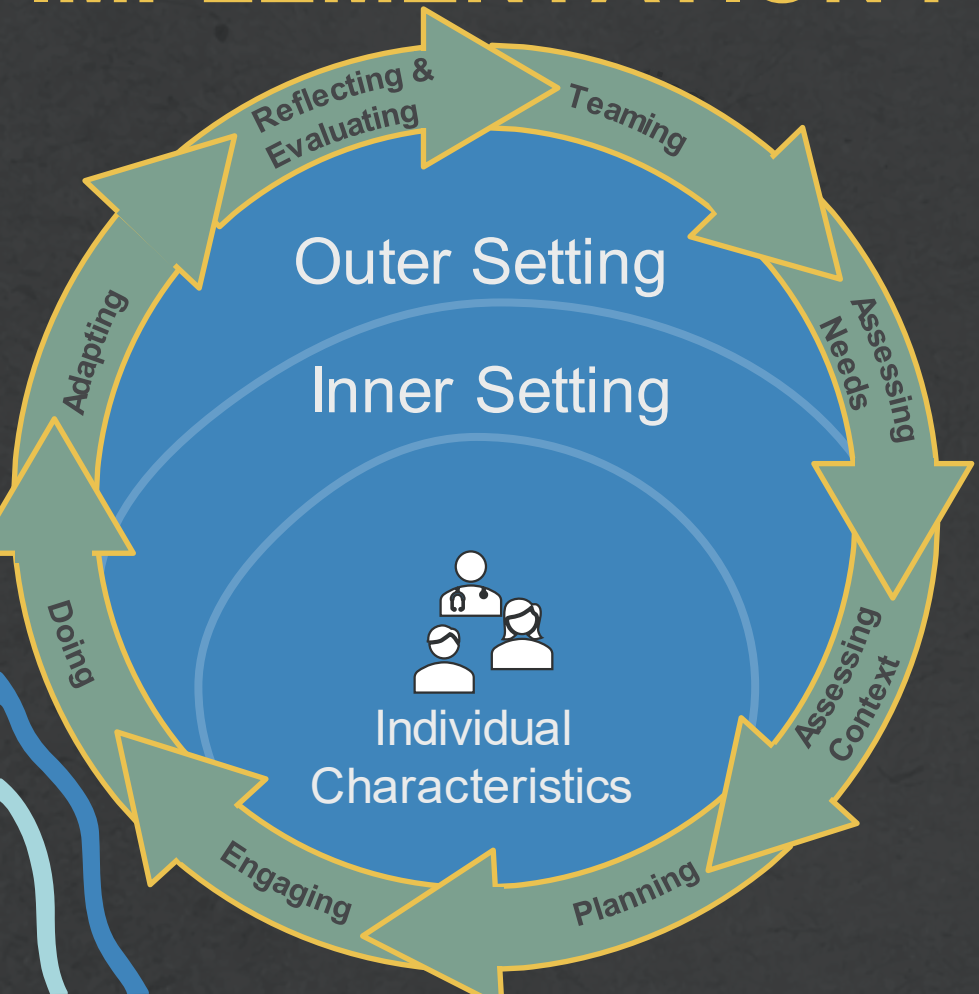 Reflecting &
Evaluating
Teaming
Assessing
Needs
Assessing
Context
Planning
Engaging
Doing
Adapting
Outer Setting
Inner Setting
Individual
Characteristics